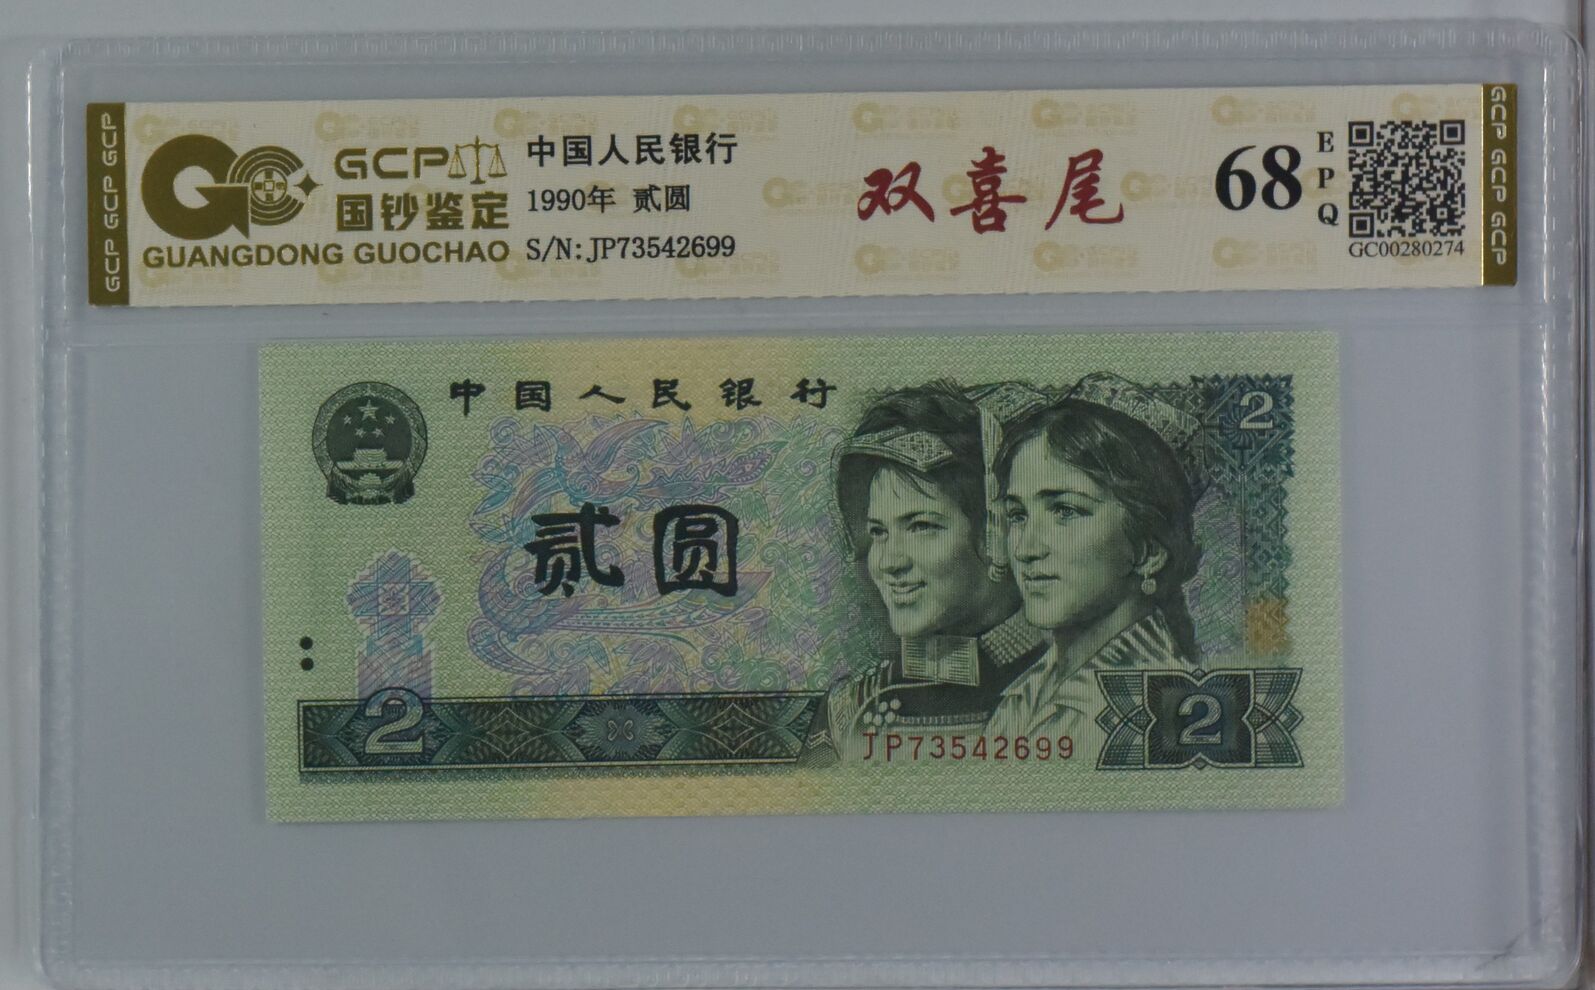 GCP GCP GCP
GCP
国钞鉴定
GUANGDONG GUOCHAO
中国人民银行
1990年 贰圆
S/N: JP73542699
双喜尾
68
EPQ
GC00280274
GCP GCP GCP
中国人民银行
2
贰圆
2
JP73542699
2